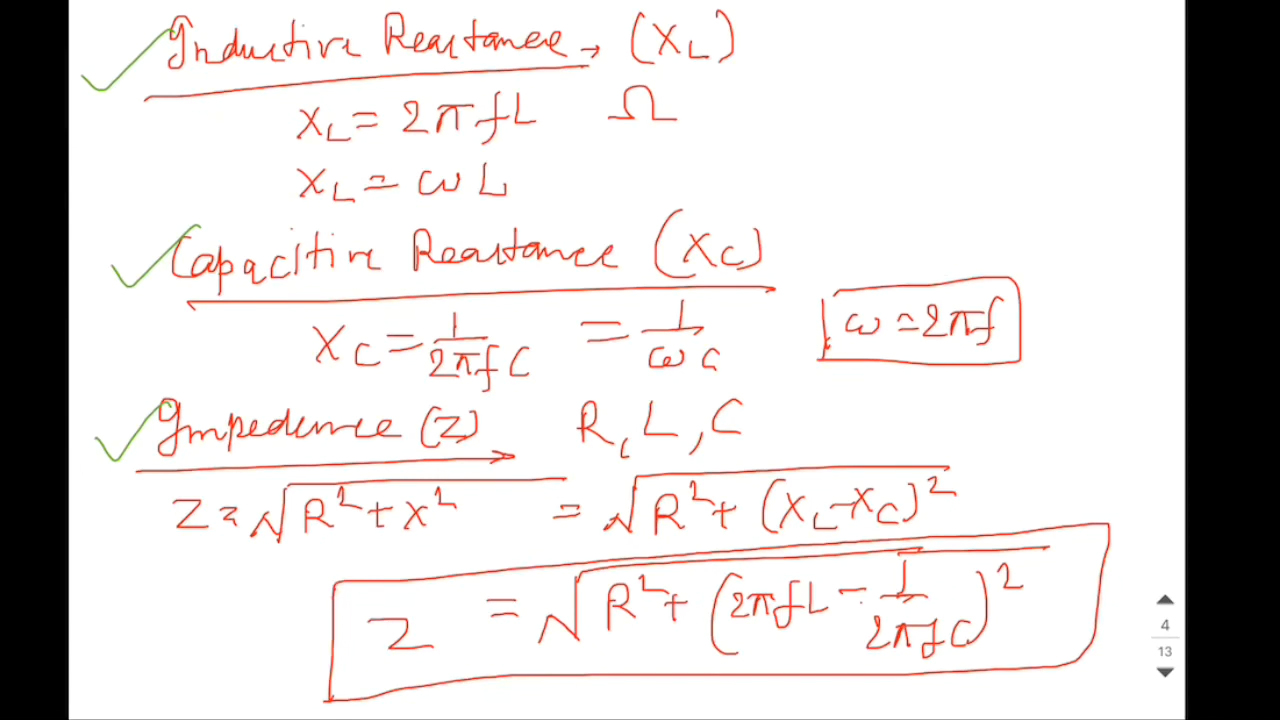 Inductive Reactance → (XL)
XL = 2πfL Ω
XL = ωL
Capacitive Reactance (XC)
XC = 1/2πfC = 1/ωC
ω = 2πf
Impedence (Z) R, L, C
Z = √R²+X² = √R²+(XL-XC)²
Z = √R²+(2πfL - 1/2πfC)²
4
13